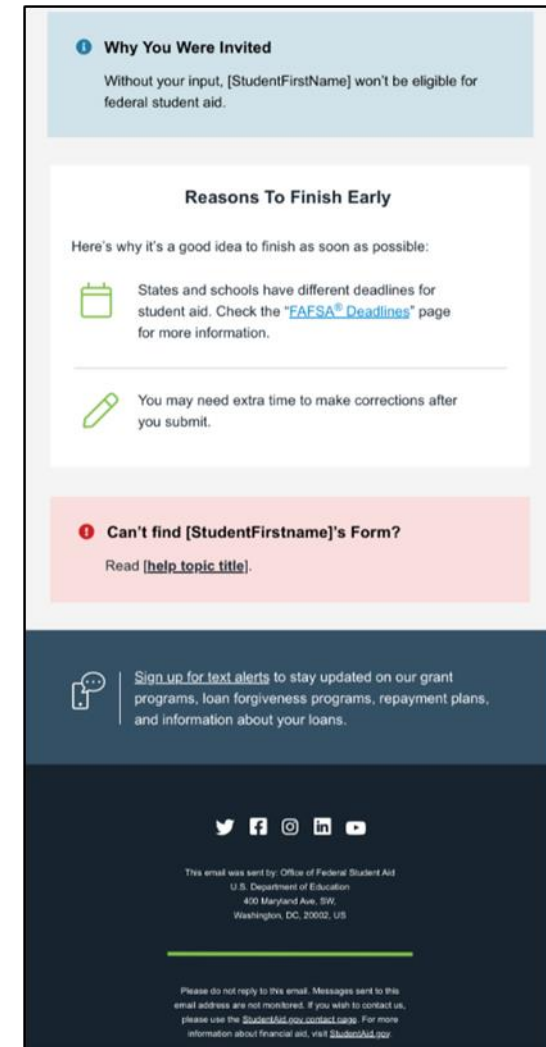 Why You Were Invited
Without your input, [StudentFirstName] won't be eligible for
federal student aid.
Reasons To Finish Early
Here's why it's a good idea to finish as soon as possible:
States and schools have different deadlines for
student aid. Check the "FAFSA® Deadlines" page
for more information.
You may need extra time to make corrections after
you submit.
Can't find [StudentFirstname]'s Form?
Read [help topic title].
Sign up for text alerts to stay updated on our grant
programs, loan forgiveness programs, repayment plans,
and information about your loans.
This email was sent by: Office of Federal Student Aid
U.S. Department of Education
400 Maryland Ave, SW,
Washington, DC, 20002, US
Please do not reply to this email. Messages sent to this
email address are not monitored. If you wish to contact us,
please use the StudentAid.gov contact page. For more
information about financial aid, visit StudentAid.gov